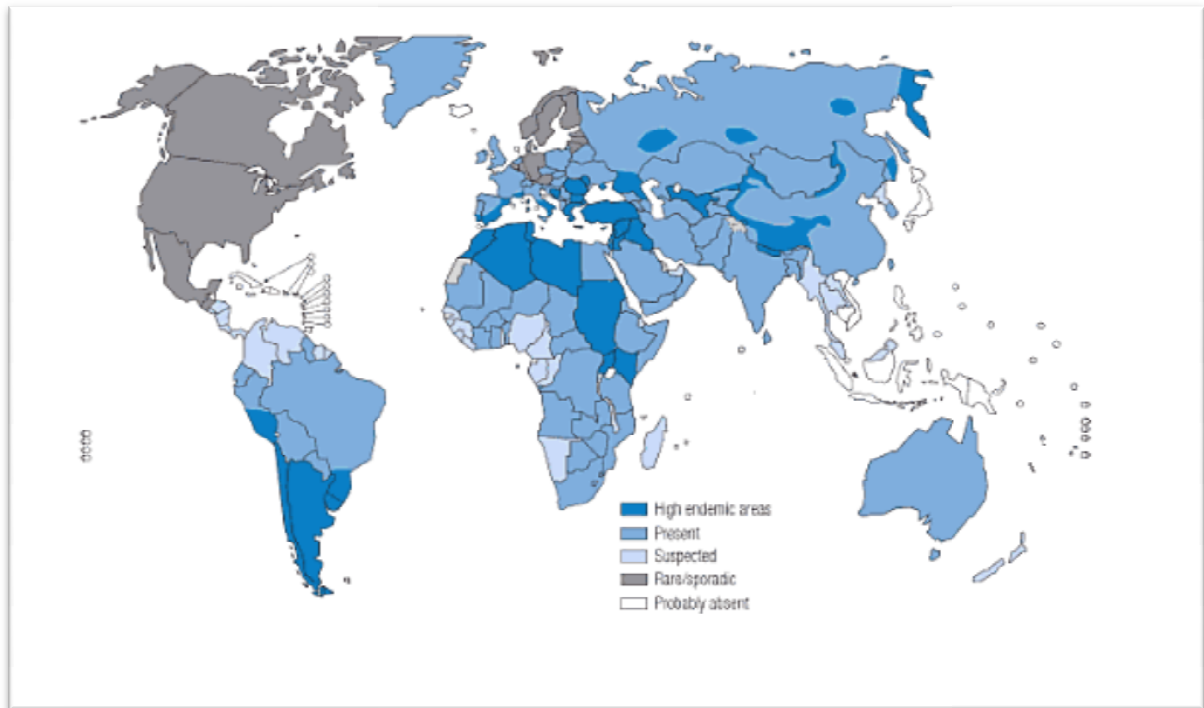 High endemic areas
Present
Suspected
Rare/sporadic
Probably absent